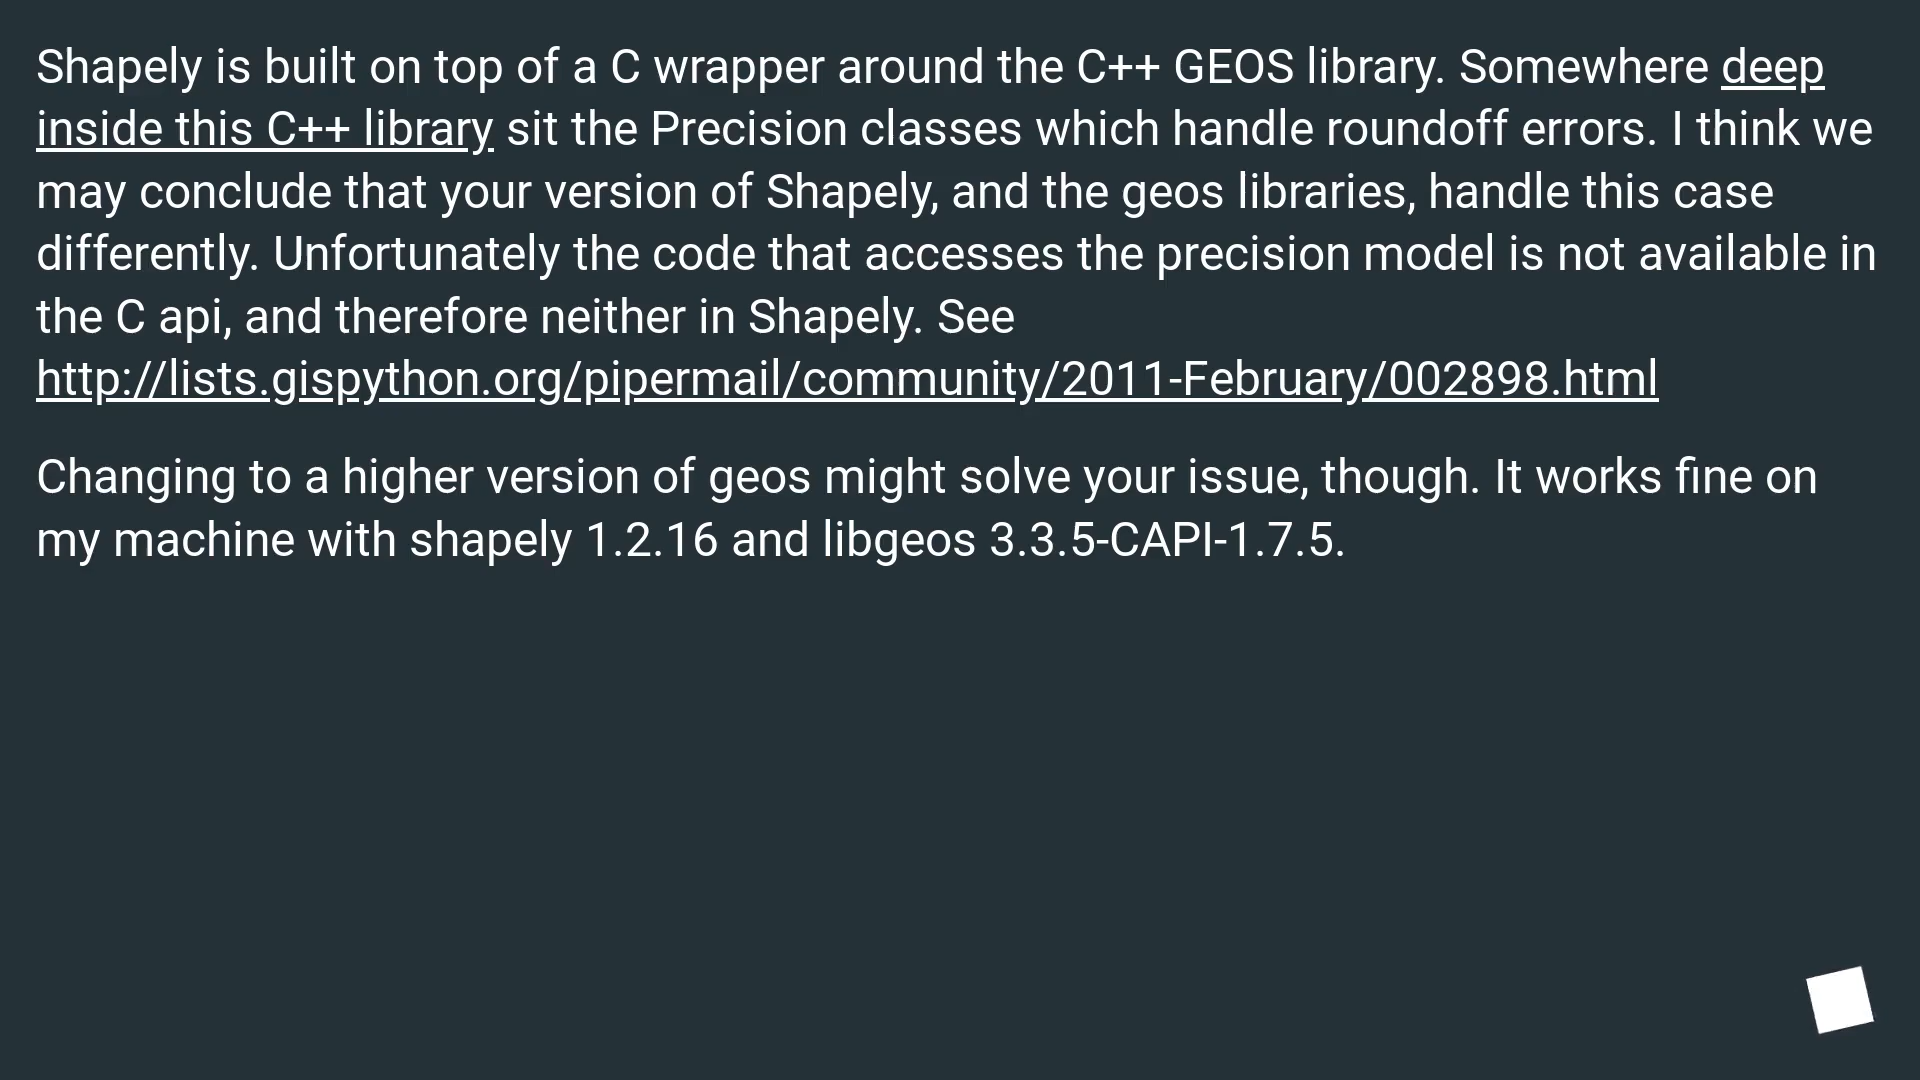 Shapely is built on top of a C wrapper around the C++ GEOS library. Somewhere deep
inside this C++ library sit the Precision classes which handle roundoff errors. I think we
may conclude that your version of Shapely, and the geos libraries, handle this case
differently. Unfortunately the code that accesses the precision model is not available in
the C api, and therefore neither in Shapely. See
http://lists.gispython.org/pipermail/community/2011-February/002898.html
Changing to a higher version of geos might solve your issue, though. It works fine on
my machine with shapely 1.2.16 and libgeos 3.3.5-CAPI-1.7.5.